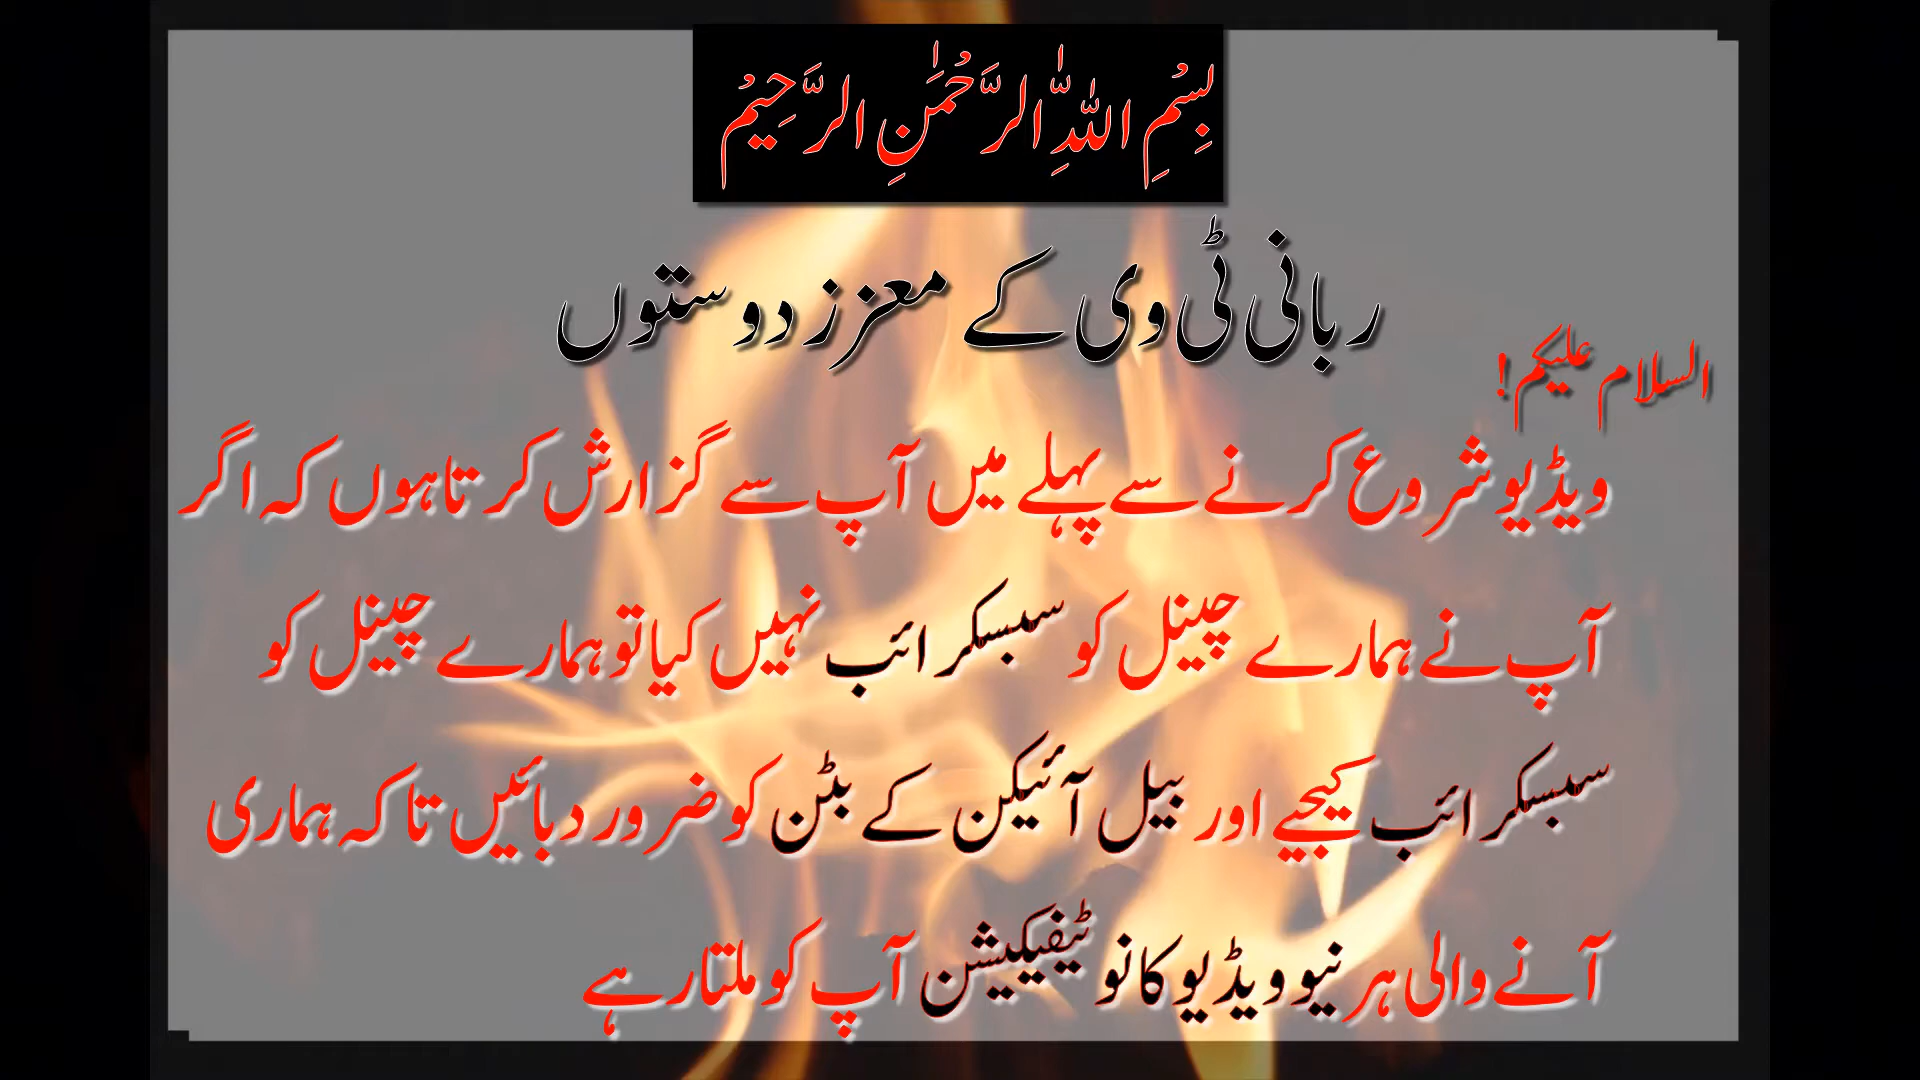 بِسْمِ اللّٰہِ الرَّحْمٰنِ الرَّحِیْمْ
ربانی ٹی وی کے معزز دوستوں
السلام علیکم!
ویڈیو شروع کرنے سے پہلے میں آپ سے گزارش کرتا ہوں کہ اگر
آپ نے ہمارے چینل کو سبسکرائب نہیں کیا تو ہمارے چینل کو
سبسکرائب کیجیے اور بیل آئیکن کے بٹن کو ضرور دبائیں تاکہ ہماری
آنے والی ہر نیو ویڈیو کا نوٹیفیکیشن آپ کو ملتا رہے